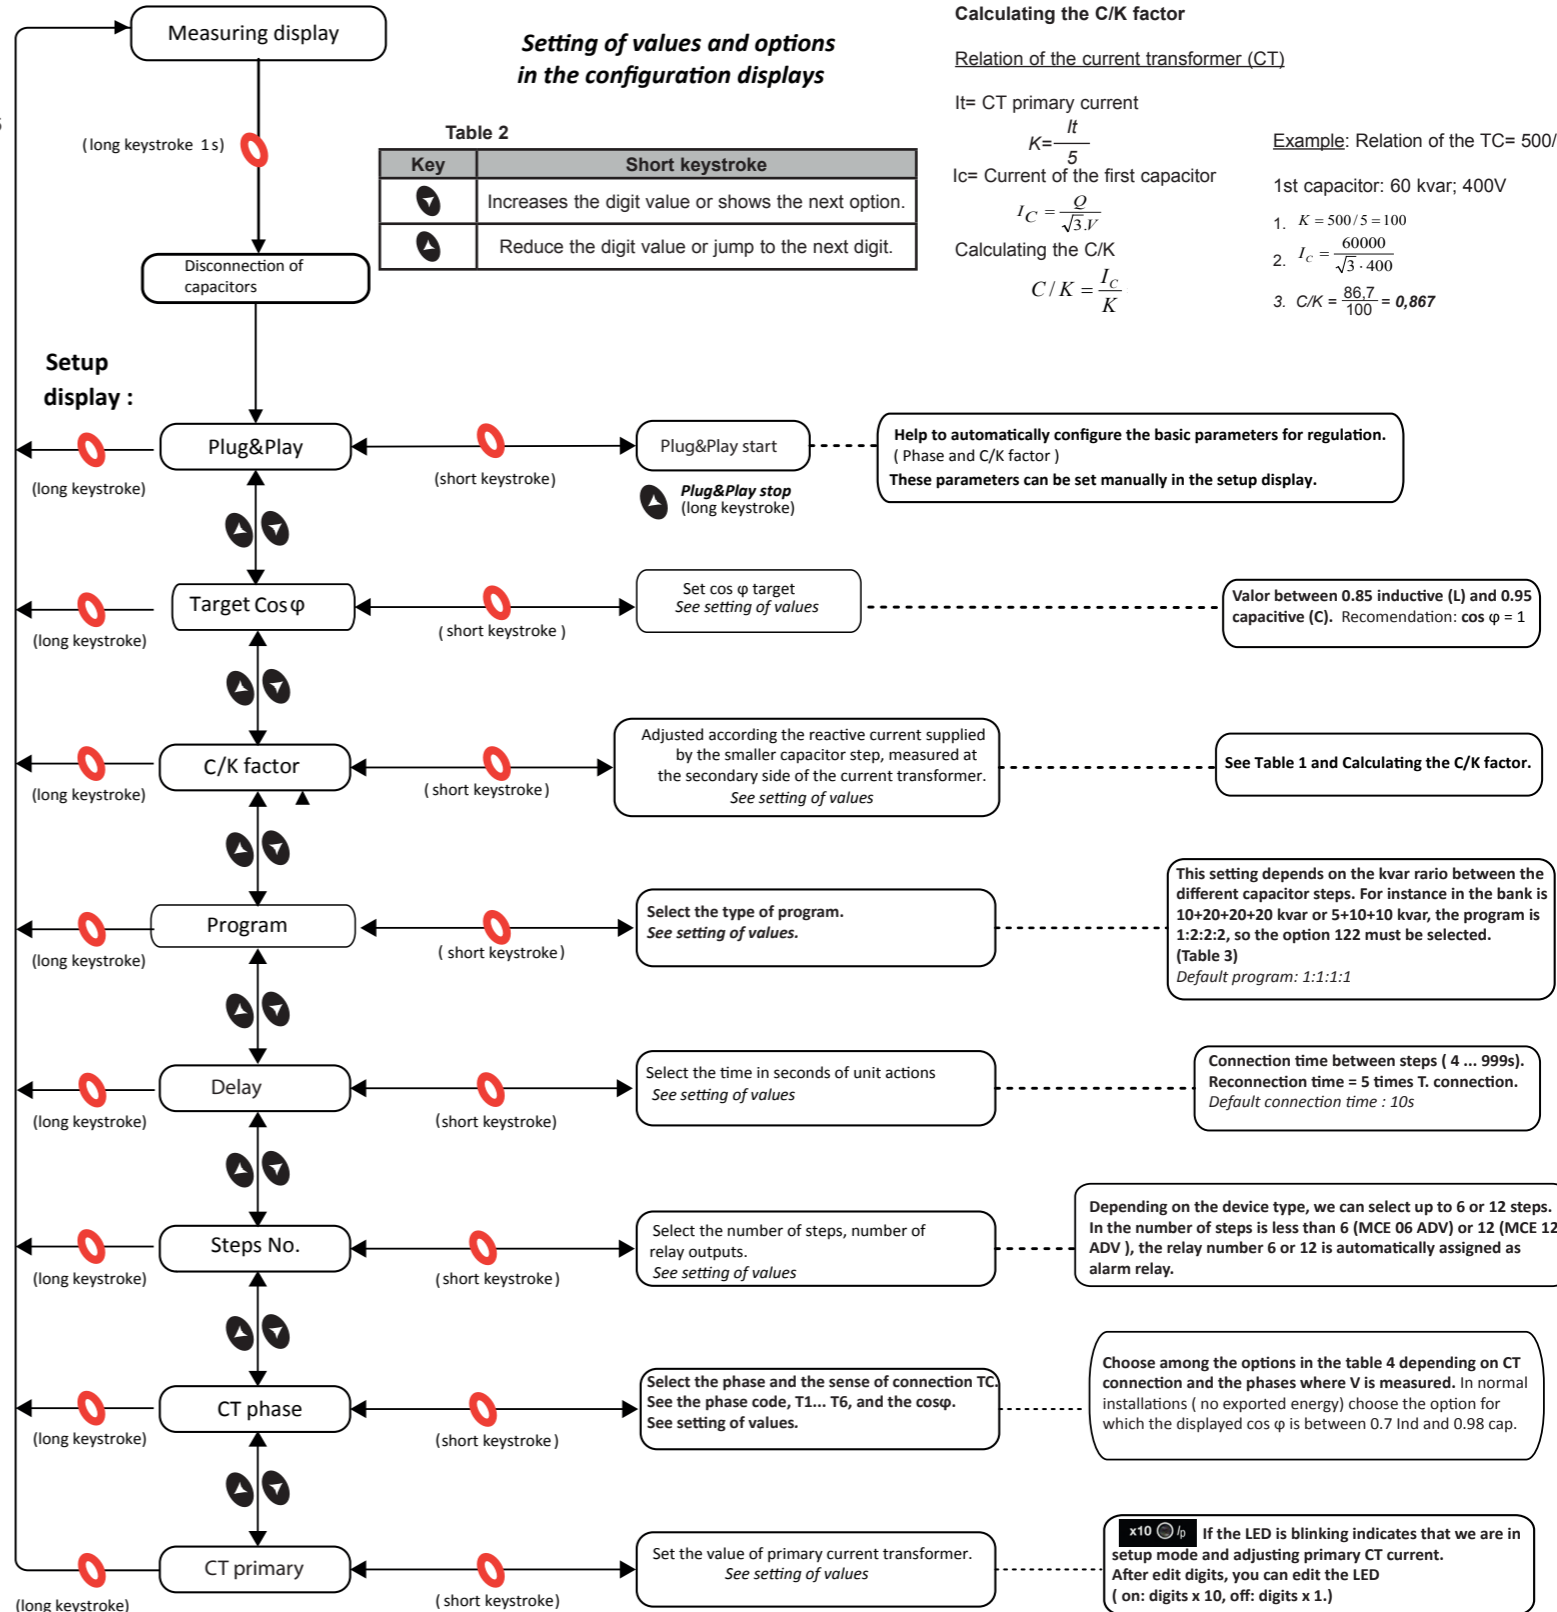 Measuring display
Setting of values and options
in the configuration displays
(long keystroke 1s)
Table 2
Key Short keystroke
Increases the digit value or shows the next option.
Reduce the digit value or jump to the next digit.
Disconnection of
capacitors
Calculating the C/K factor
Relation of the current transformer (CT)
It= CT primary current
K= It / 5
Ic= Current of the first capacitor
I_C = Q / √3.V
Calculating the C/K
C / K = I_C / K
Example: Relation of the TC= 500/
1st capacitor: 60 kvar; 400V
1. K = 500/5 = 100
2. I_C = 60000 / √3 · 400
3. C/K = 86,7 / 100 = 0,867
Setup
display :
Plug&Play
(long keystroke)
(short keystroke)
Plug&Play start
Plug&Play stop
(long keystroke)
Help to automatically configure the basic parameters for regulation.
( Phase and C/K factor )
These parameters can be set manually in the setup display.
Target Cos φ
(long keystroke)
( short keystroke )
Set cos φ target
See setting of values
Valor between 0.85 inductive (L) and 0.95
capacitive (C). Recomendation: cos φ = 1
C/K factor
(long keystroke)
( short keystroke)
Adjusted according the reactive current supplied
by the smaller capacitor step, measured at
the secondary side of the current transformer.
See setting of values
See Table 1 and Calculating the C/K factor.
Program
(long keystroke)
( short keystroke)
Select the type of program.
See setting of values.
This setting depends on the kvar rario between the
different capacitor steps. For instance in the bank is
10+20+20+20 kvar or 5+10+10 kvar, the program is
1:2:2:2, so the option 122 must be selected.
(Table 3)
Default program: 1:1:1:1
Delay
(long keystroke)
(short keystroke)
Select the time in seconds of unit actions
See setting of values
Connection time between steps ( 4 ... 999s).
Reconnection time = 5 times T. connection.
Default connection time : 10s
Steps No.
(long keystroke)
(short keystroke)
Select the number of steps, number of
relay outputs.
See setting of values
Depending on the device type, we can select up to 6 or 12 steps.
In the number of steps is less than 6 (MCE 06 ADV) or 12 (MCE 12
ADV ), the relay number 6 or 12 is automatically assigned as
alarm relay.
CT phase
(long keystroke)
(short keystroke)
Select the phase and the sense of connection TC.
See the phase code, T1... T6, and the cosφ.
See setting of values.
Choose among the options in the table 4 depending on CT
connection and the phases where V is measured. In normal
installations ( no exported energy) choose the option for
which the displayed cos φ is between 0.7 Ind and 0.98 cap.
CT primary
(long keystroke)
( short keystroke)
Set the value of primary current transformer.
See setting of values
x10 Ip If the LED is blinking indicates that we are in
setup mode and adjusting primary CT current.
After edit digits, you can edit the LED
( on: digits x 10, off: digits x 1.)